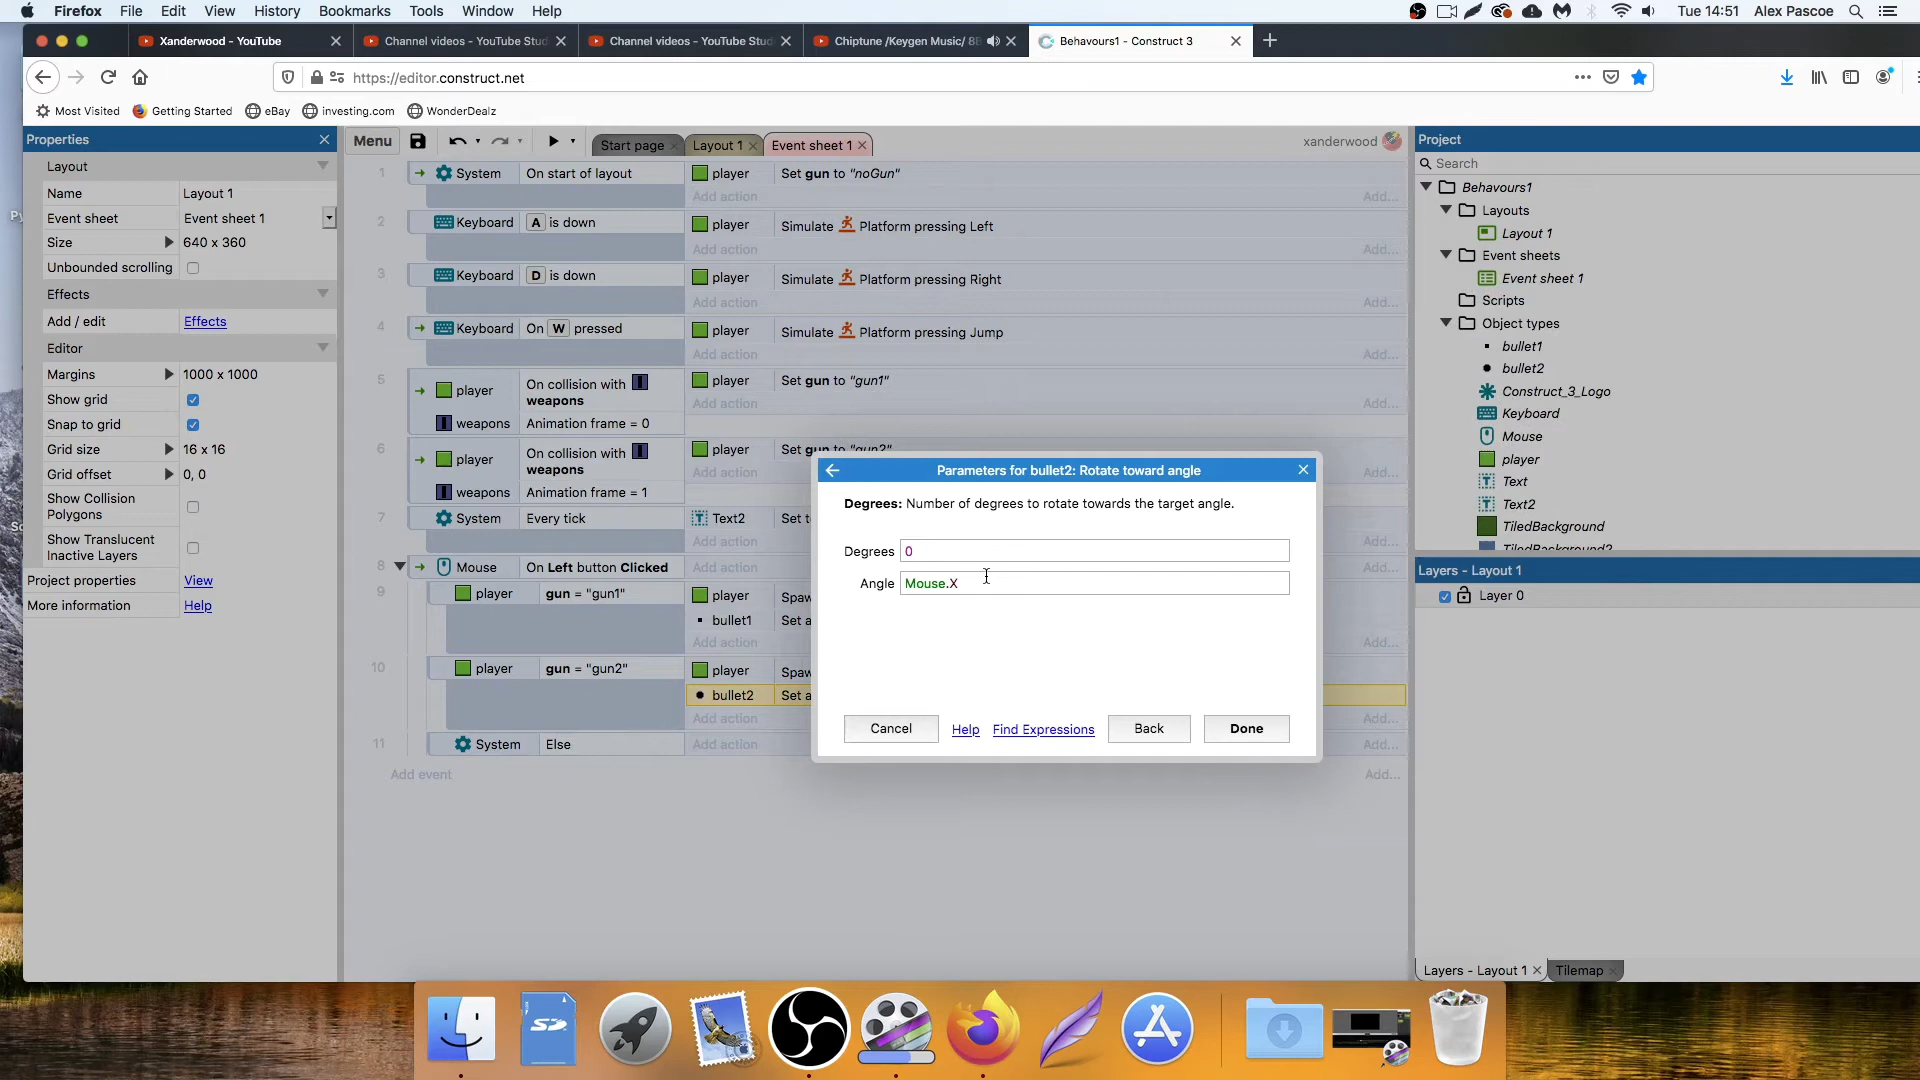 Firefox File Edit View History Bookmarks Tools Window Help Tue 14:51 Alex Pascoe
Xanderwood - YouTube Channel videos - YouTube Stud Channel videos - YouTube Stud Chiptune /Keygen Music/ 8B Behavours1 - Construct 3
https://editor.construct.net
Most Visited Getting Started eBay investing.com WonderDealz
Properties
Layout
Name Layout 1
Event sheet Event sheet 1
Size 640 x 360
Unbounded scrolling
Effects
Add / edit Effects
Editor
Margins 1000 x 1000
Show grid
Snap to grid
Grid size 16 x 16
Grid offset 0, 0
Show Collision
Polygons
Show Translucent
Inactive Layers
Project properties View
More information Help
Menu Start page Layout 1 Event sheet 1 xanderwood
1 System On start of layout player Set gun to "noGun"
Add action Add...
2 Keyboard A is down player Simulate Platform pressing Left
Add action Add...
3 Keyboard D is down player Simulate Platform pressing Right
Add action Add...
4 Keyboard On W pressed player Simulate Platform pressing Jump
Add action Add...
5 player On collision with weapons player Set gun to "gun1"
Add action Add...
weapons Animation frame = 0
6 player On collision with weapons player Set gun to "gun2"
Add action
weapons Animation frame = 1
7 System Every tick Text2 Set t
Add action Add...
8 Mouse On Left button Clicked Add action Add...
9 player gun = "gun1" player Spaw
bullet1 Set a
Add action Add...
10 player gun = "gun2" player Spaw
bullet2 Set a
Add action Add...
11 System Else Add action Add...
Add event Add...
Parameters for bullet2: Rotate toward angle
Degrees: Number of degrees to rotate towards the target angle.
Degrees 0
Angle Mouse.X
Cancel Help Find Expressions Back Done
Project
Search
Behavours1
Layouts
Layout 1
Event sheets
Event sheet 1
Scripts
Object types
bullet1
bullet2
Construct_3_Logo
Keyboard
Mouse
player
Text
Text2
TiledBackground
TiledBackground2
Layers - Layout 1
Layer 0
Layers - Layout 1 Tilemap
SD